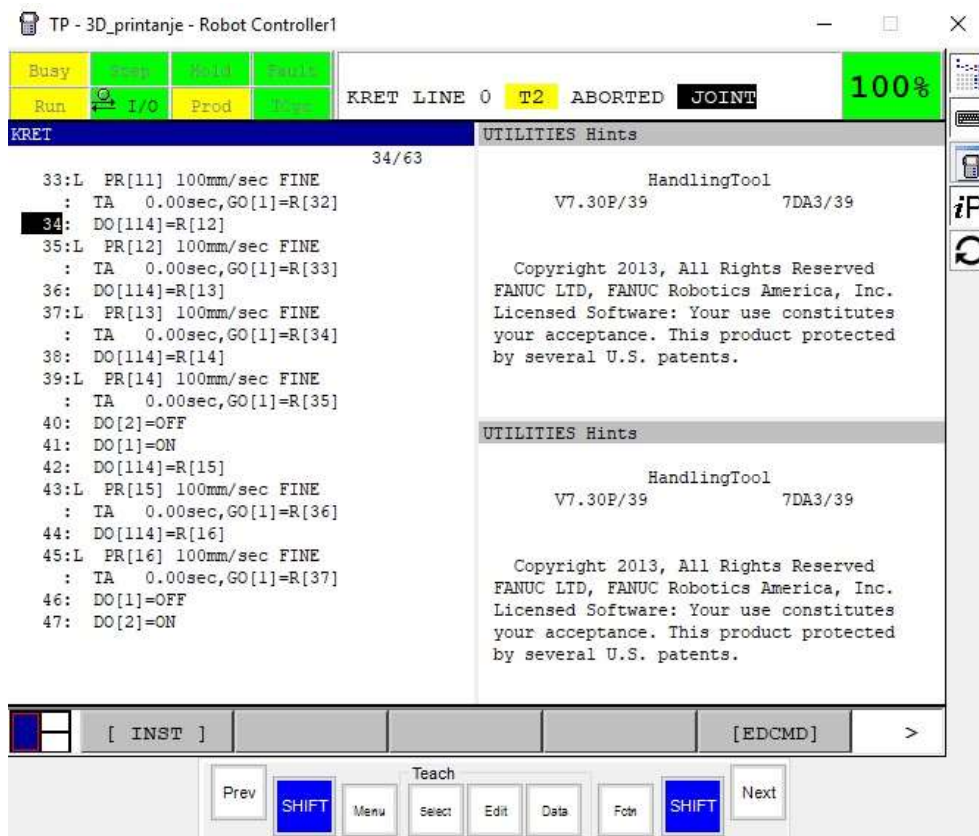 TP - 3D_printanje - Robot Controller1
Busy Step Hold Fault
Run I/O Prod
KRET LINE 0 T2 ABORTED JOINT
100%
KRET
34/63
33:L PR[11] 100mm/sec FINE
: TA 0.00sec,GO[1]=R[32]
34: DO[114]=R[12]
35:L PR[12] 100mm/sec FINE
: TA 0.00sec,GO[1]=R[33]
36: DO[114]=R[13]
37:L PR[13] 100mm/sec FINE
: TA 0.00sec,GO[1]=R[34]
38: DO[114]=R[14]
39:L PR[14] 100mm/sec FINE
: TA 0.00sec,GO[1]=R[35]
40: DO[2]=OFF
41: DO[1]=ON
42: DO[114]=R[15]
43:L PR[15] 100mm/sec FINE
: TA 0.00sec,GO[1]=R[36]
44: DO[114]=R[16]
45:L PR[16] 100mm/sec FINE
: TA 0.00sec,GO[1]=R[37]
46: DO[1]=OFF
47: DO[2]=ON
UTILITIES Hints
HandlingTool
V7.30P/39 7DA3/39
Copyright 2013, All Rights Reserved
FANUC LTD, FANUC Robotics America, Inc.
Licensed Software: Your use constitutes
your acceptance. This product protected
by several U.S. patents.
UTILITIES Hints
HandlingTool
V7.30P/39 7DA3/39
Copyright 2013, All Rights Reserved
FANUC LTD, FANUC Robotics America, Inc.
Licensed Software: Your use constitutes
your acceptance. This product protected
by several U.S. patents.
iP
[ INST ] [EDCMD] >
Teach
Prev SHIFT Menu Select Edit Data Fctn SHIFT Next